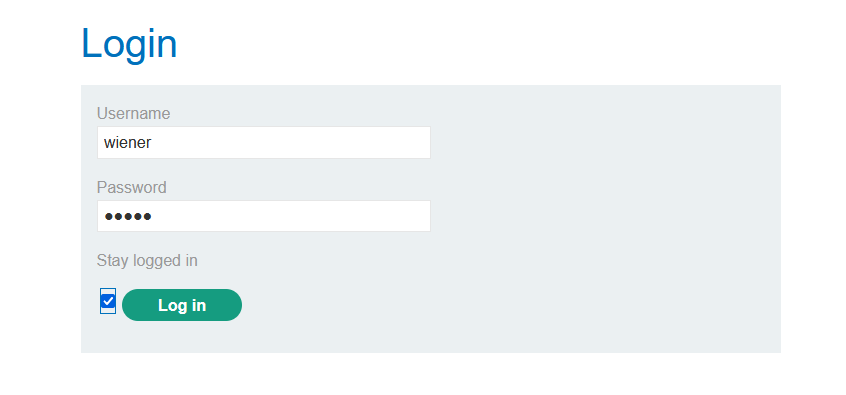 Login
Username
wiener
Password
•••••
Stay logged in
Log in